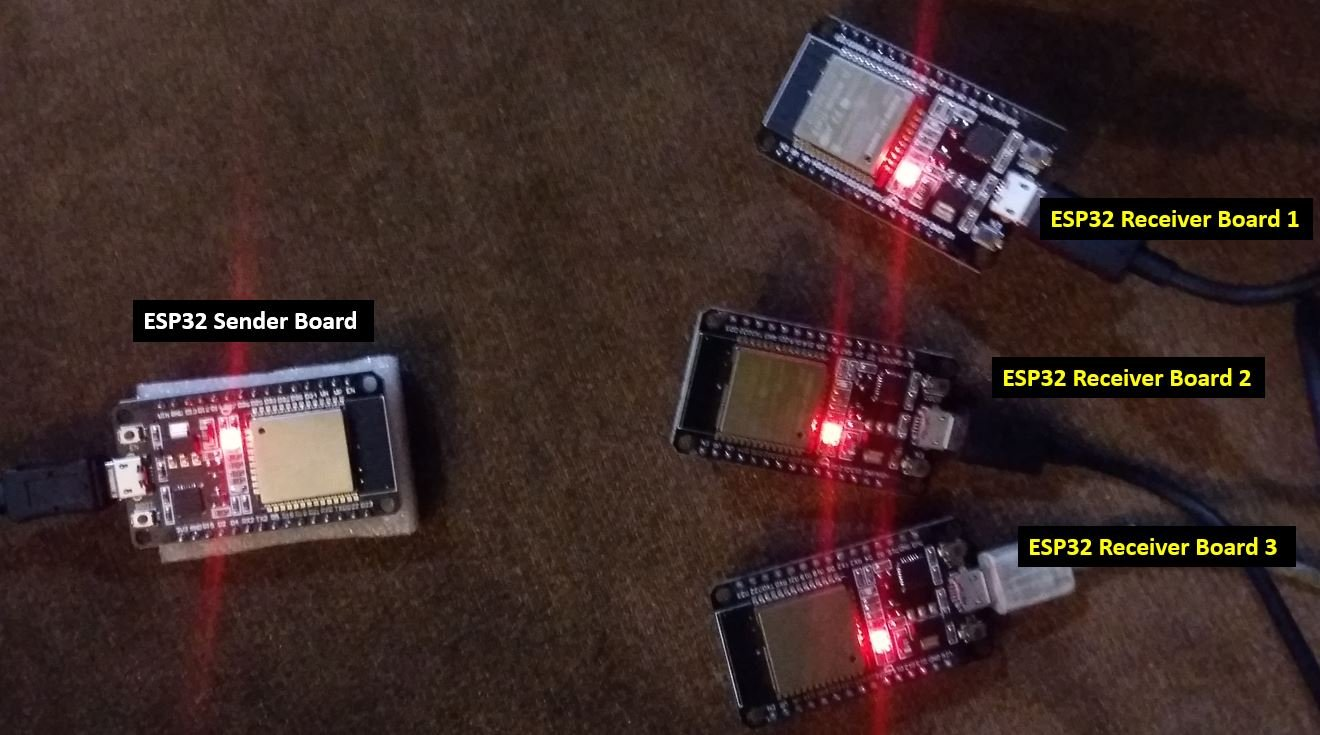 ESP32 Receiver Board 1
ESP32 Sender Board
ESP32 Receiver Board 2
ESP32 Receiver Board 3